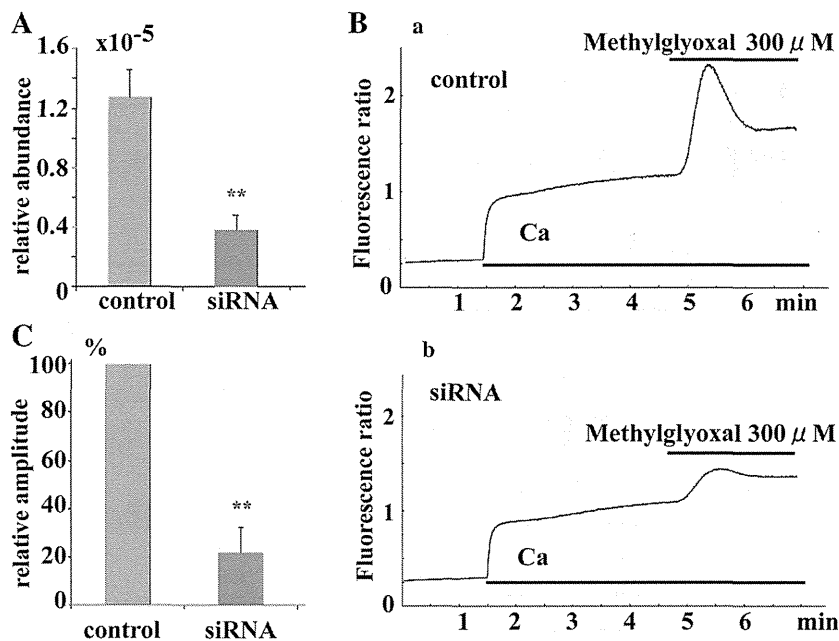 A
x10-5
1.6
1.2
0.8
0.4
0
relative abundance
**
control siRNA
B
a
Methylglyoxal 300 μ M
control
2
1
0
Fluorescence ratio
Ca
1 2 3 4 5 6 min
C
%
100
80
60
40
20
0
relative amplitude
**
control siRNA
b
siRNA
Methylglyoxal 300 μ M
2
1
0
Fluorescence ratio
Ca
1 2 3 4 5 6 min